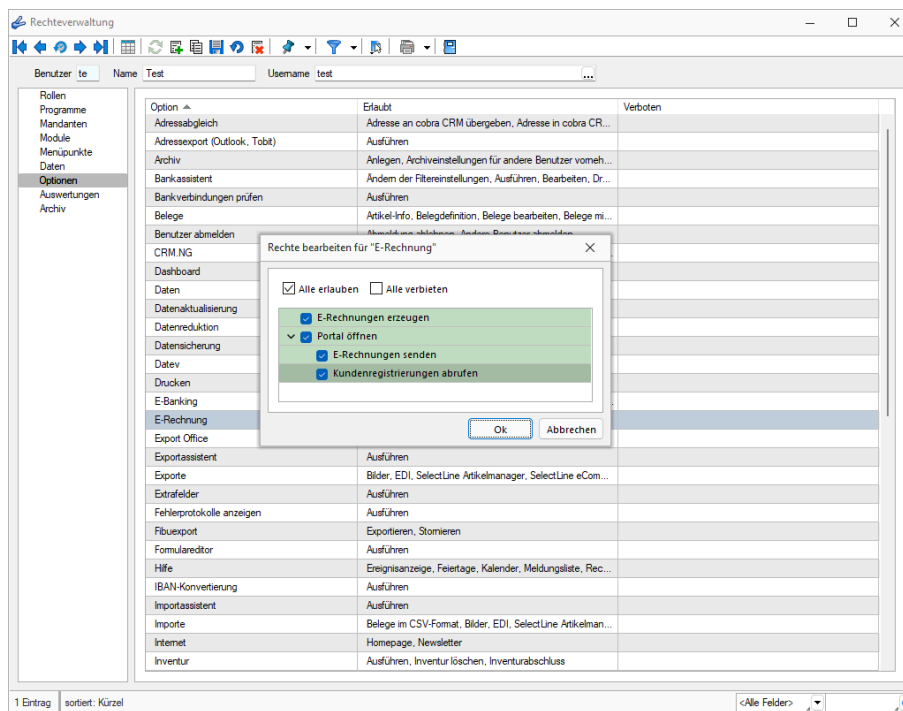 Rechteverwaltung
Benutzer te Name Test Username test ...
Rollen
Programme
Mandanten
Module
Menüpunkte
Daten
Optionen
Auswertungen
Archiv
Option Erlaubt Verboten
Adressabgleich Adresse an cobra CRM übergeben, Adresse in cobra CR...
Adressexport (Outlook, Tobit) Ausführen
Archiv Anlegen, Archiveinstellungen für andere Benutzer vorneh...
Bankassistent Ändern der Filtereinstellungen, Ausführen, Bearbeiten, Dr...
Bankverbindungen prüfen Ausführen
Belege Artikel-Info, Belegdefinition, Belege bearbeiten, Belege mi...
Benutzer abmelden Abmeldung ablehnen, Andere Benutzer abmelden
CRM.NG
Dashboard
Daten
Datenaktualisierung
Datenreduktion
Datensicherung
Datev
Drucken
E-Banking
E-Rechnung
Export Office
Rechte bearbeiten für "E-Rechnung"
Alle erlauben Alle verbieten
E-Rechnungen erzeugen
Portal öffnen
E-Rechnungen senden
Kundenregistrierungen abrufen
Ok Abbrechen
Exportassistent Ausführen
Exporte Bilder, EDI, SelectLine Artikelmanager, SelectLine eCom...
Extrafelder Ausführen
Fehlerprotokolle anzeigen Ausführen
Fibuexport Exportieren, Stornieren
Formulareditor Ausführen
Hilfe Ereignisanzeige, Feiertage, Kalender, Meldungsliste, Rec...
IBAN-Konvertierung Ausführen
Importassistent Ausführen
Importe Belege im CSV-Format, Bilder, EDI, SelectLine Artikelman...
Internet Homepage, Newsletter
Inventur Ausführen, Inventur löschen, Inventurabschluss
1 Eintrag sortiert: Kürzel <Alle Felder>